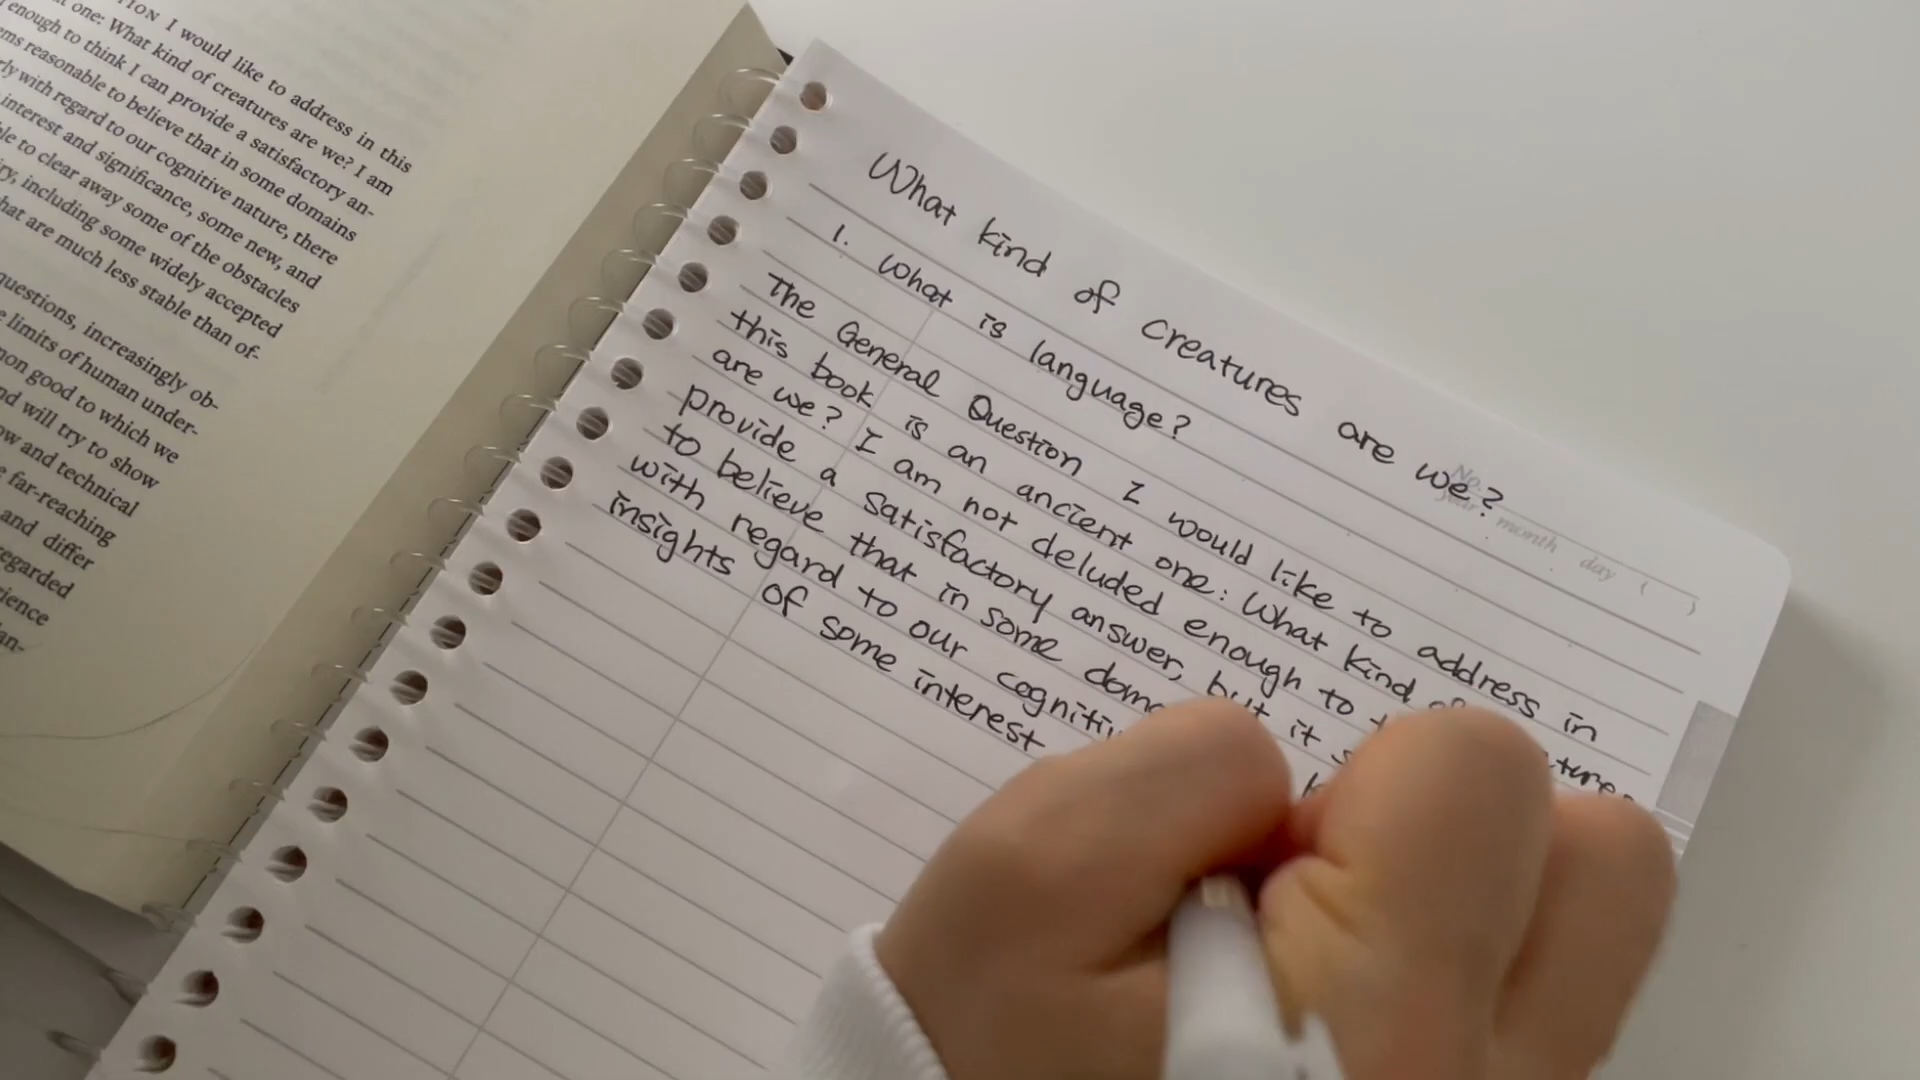 TION I would like to address in this
one: What kind of creatures are we? I am
enough to think I can provide a satisfactory an-
ems reasonable to believe that in some domains
rly with regard to our cognitive nature, there
interest and significance, some new, and
le to clear away some of the obstacles
ry, including some widely accepted
hat are much less stable than of-
questions, increasingly ob-
e limits of human under-
mon good to which we
nd will try to show
ow and technical
far-reaching
and differ
egarded
rience
an-
What kind of creatures are we?
1. What is language?
The General Question I would like to address in
this book is an ancient one: What kind of
are we? I am not deluded enough to
provide a satisfactory answer, but it
to believe that in some doma
with regard to our cogniti
insights of some interest
No.
year month day ( )